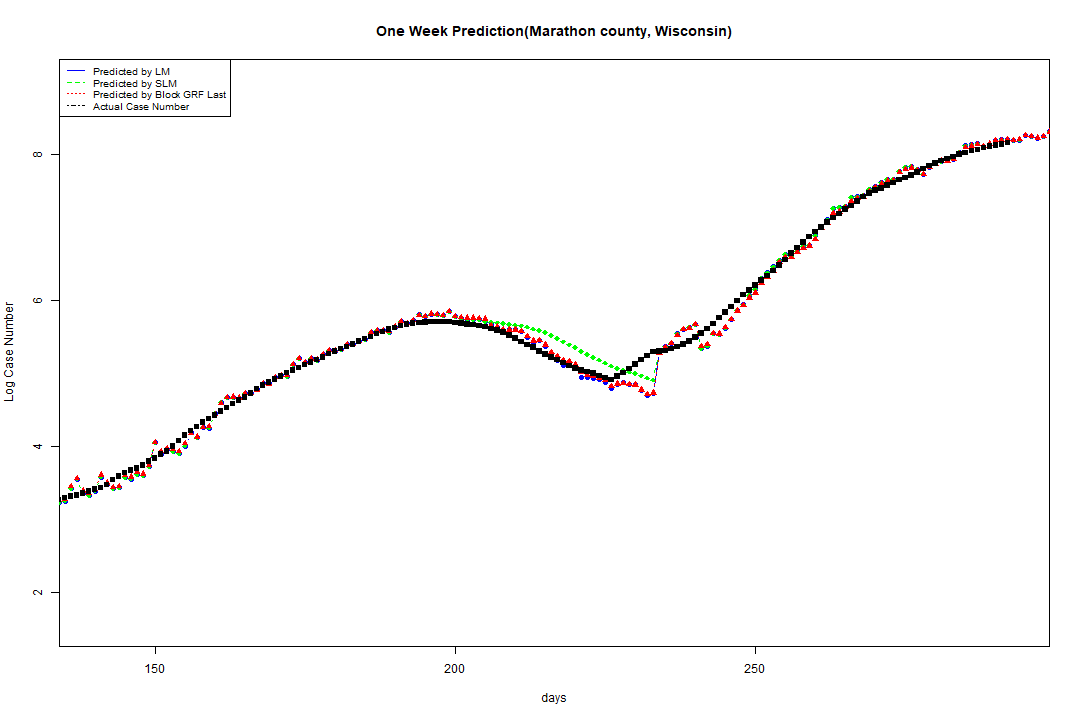 One Week Prediction(Marathon county, Wisconsin)
Predicted by LM
Predicted by SLM
Predicted by Block GRF Last
Actual Case Number
8
6
4
2
Log Case Number
150 200 250
days